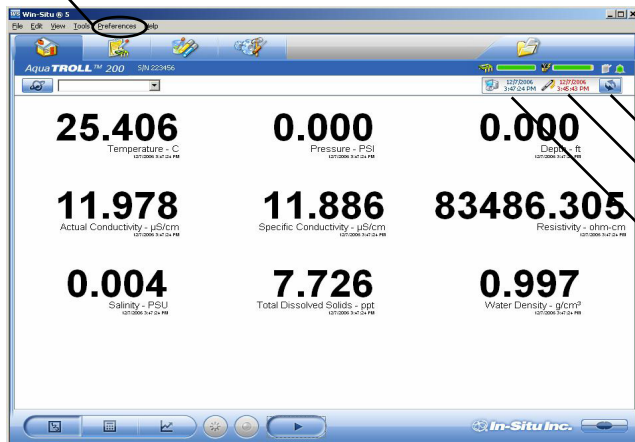 Win-Situ ® 5
File Edit View Tools Preferences Help
AquaTROLL™ 200 S/N 223456
12/7/2006 3:47:24 PM 12/7/2006 3:45:43 PM
25.406 0.000 0.000
Temperature - C Pressure - PSI Depth - ft
12/7/2006 3:47:24 PM 12/7/2006 3:47:24 PM 12/7/2006 3:47:24 PM
11.978 11.886 83486.305
Actual Conductivity - µS/cm Specific Conductivity - µS/cm Resistivity - ohm-cm
12/7/2006 3:47:24 PM 12/7/2006 3:47:24 PM 12/7/2006 3:47:24 PM
0.004 7.726 0.997
Salinity - PSU Total Dissolved Solids - ppt Water Density - g/cm³
12/7/2006 3:47:24 PM 12/7/2006 3:47:24 PM 12/7/2006 3:47:24 PM
In-Situ Inc.